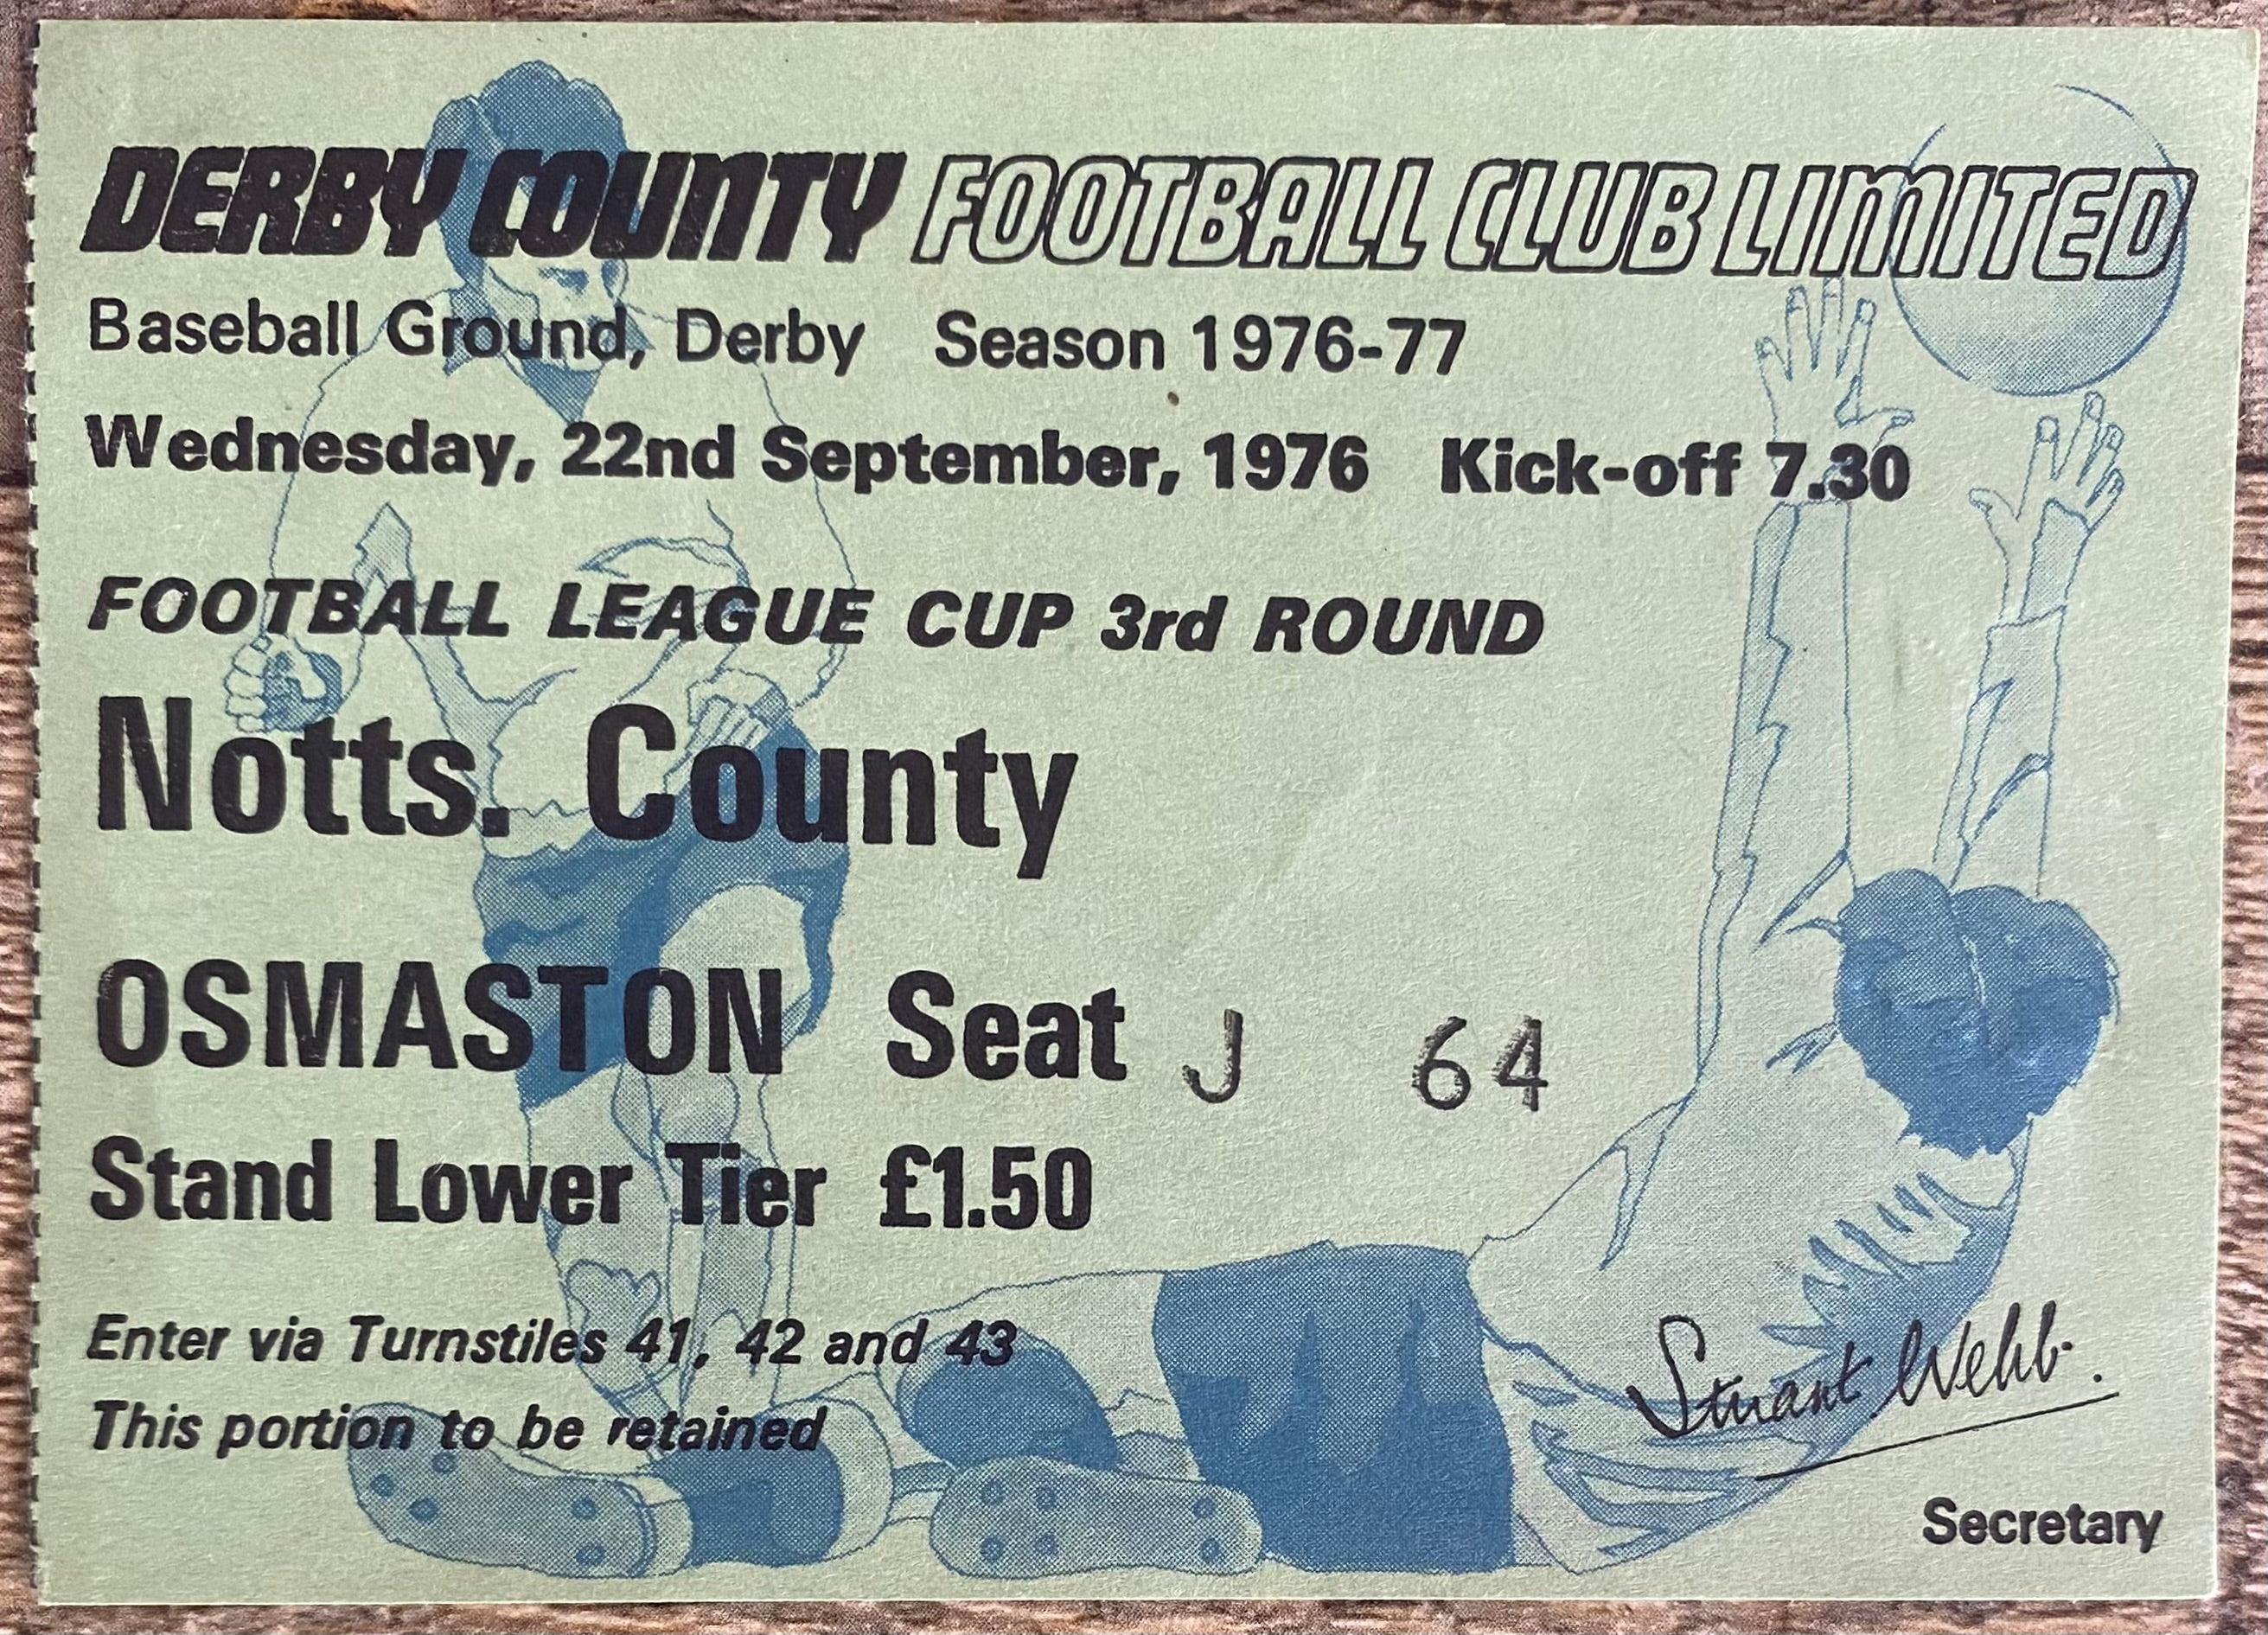 DERBY COUNTY FOOTBALL CLUB LIMITED
Baseball Ground, Derby Season 1976-77
Wednesday, 22nd September, 1976 Kick-off 7.30
FOOTBALL LEAGUE CUP 3rd ROUND
Notts. County
OSMASTON Seat J 64
Stand Lower Tier £1.50
Enter via Turnstiles 41, 42 and 43
This portion to be retained
Stuart Webb.
Secretary